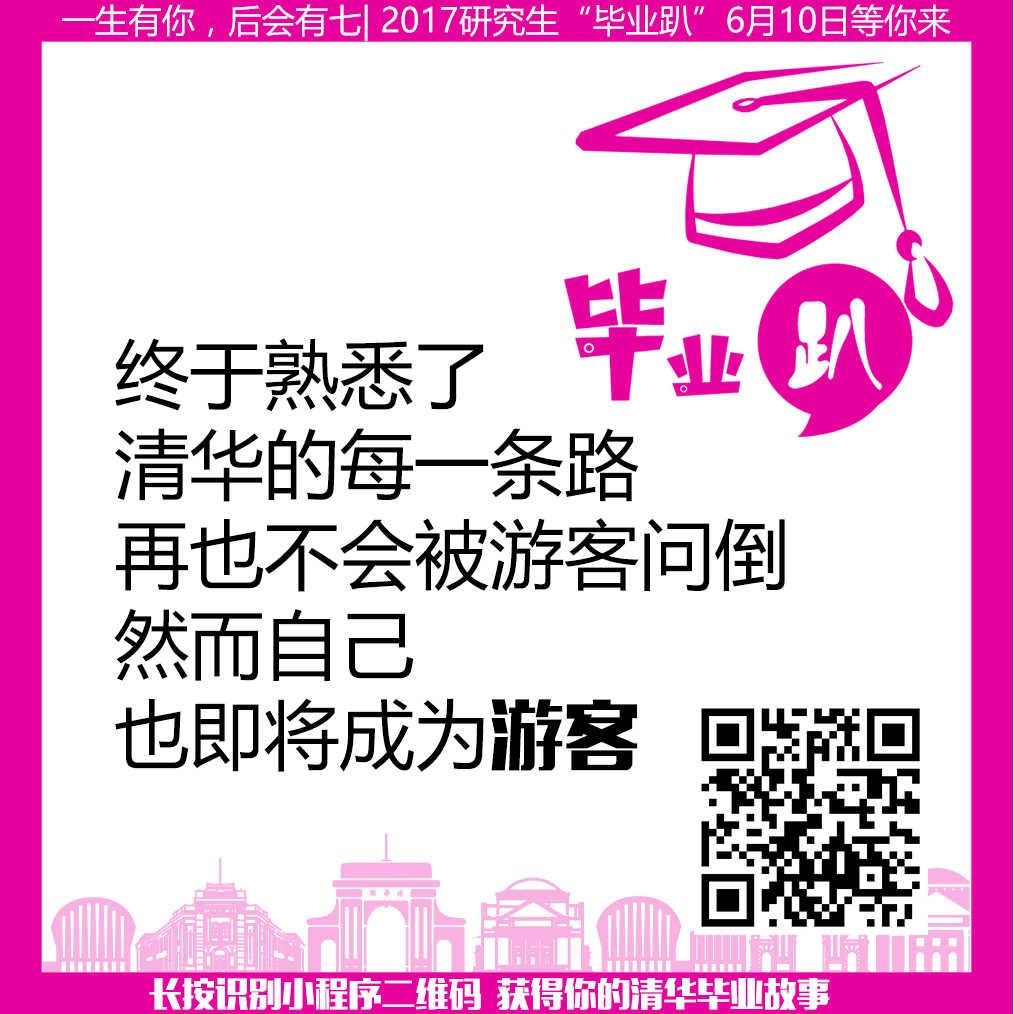 一生有你，后会有七| 2017研究生“毕业趴”6月10日等你来
毕业趴
终于熟悉了
清华的每一条路
再也不会被游客问倒
然而自己
也即将成为游客
长按识别小程序二维码 获得你的清华毕业故事